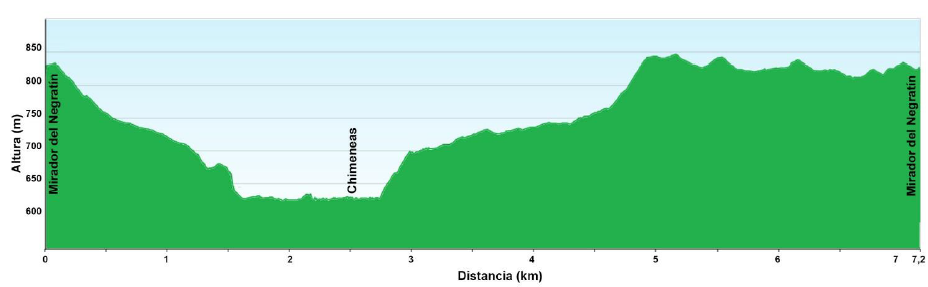 850
800
750
700
650
600
Altura (m)
Mirador del Negratín
Chimeneas
Mirador del Negratín
0 1 2 3 4 5 6 7 7,2
Distancia (km)